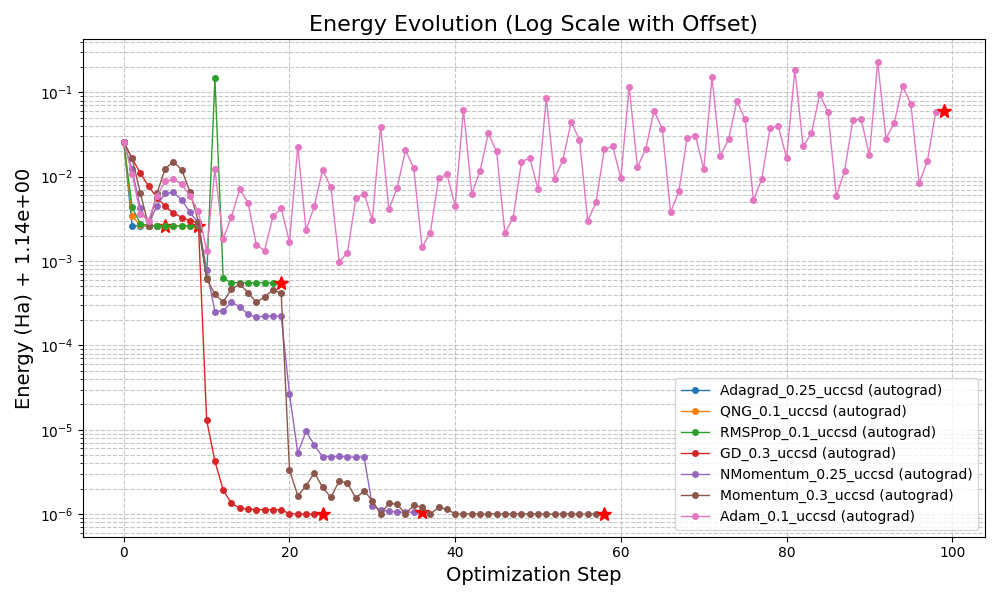 Energy Evolution (Log Scale with Offset)
Energy (Ha) + 1.14e+00
10⁻¹
10⁻²
10⁻³
10⁻⁴
10⁻⁵
10⁻⁶
Adagrad_0.25_uccsd (autograd)
QNG_0.1_uccsd (autograd)
RMSProp_0.1_uccsd (autograd)
GD_0.3_uccsd (autograd)
NMomentum_0.25_uccsd (autograd)
Momentum_0.3_uccsd (autograd)
Adam_0.1_uccsd (autograd)
0 20 40 60 80 100
Optimization Step